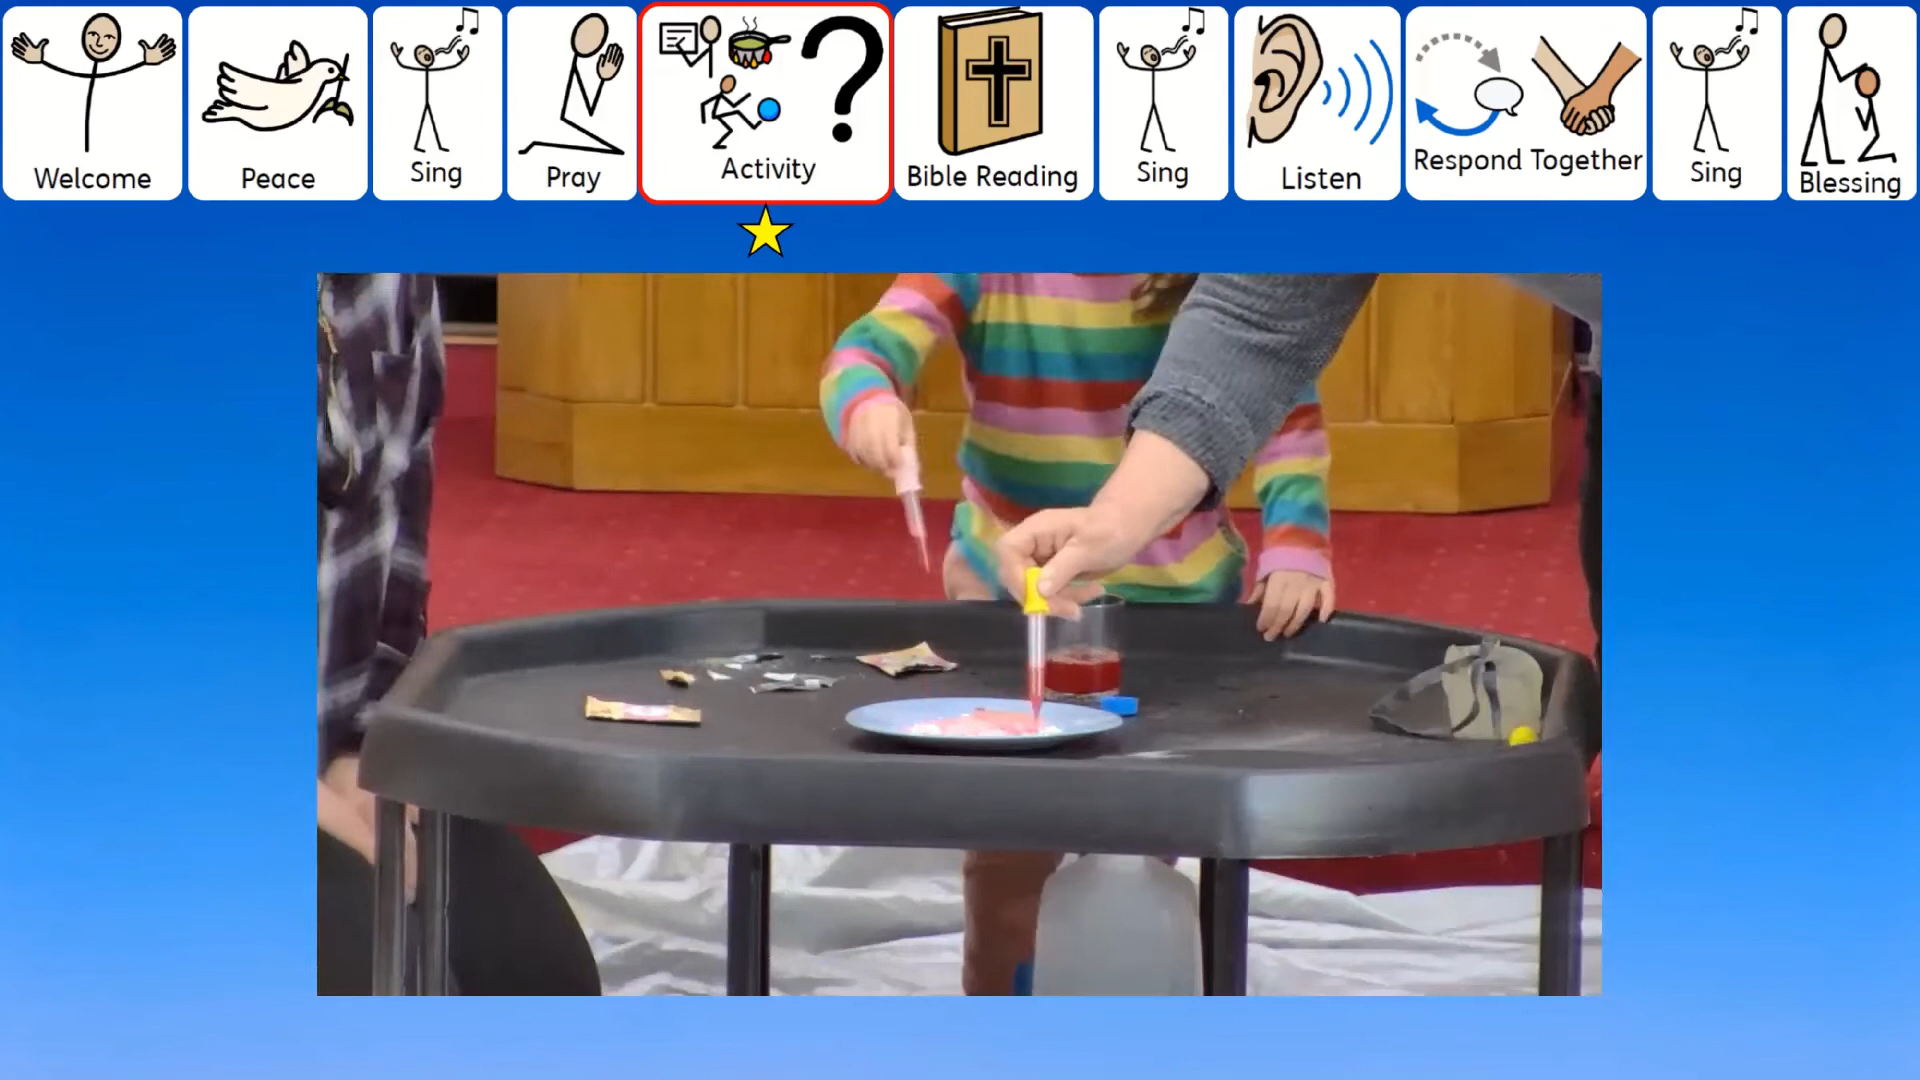 Welcome
Peace
Sing
Pray
Activity
Bible Reading
Sing
Listen
Respond Together
Sing
Blessing